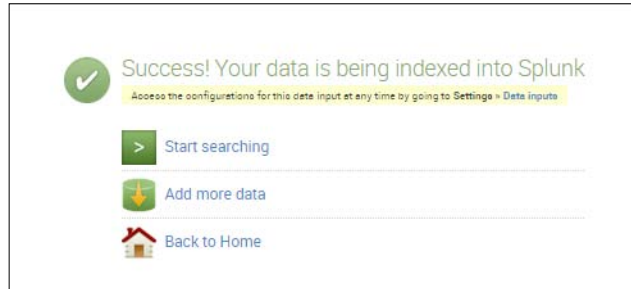 Success! Your data is being indexed into Splunk
Access the configurations for this data input at any time by going to Settings » Data inputs
Start searching
Add more data
Back to Home